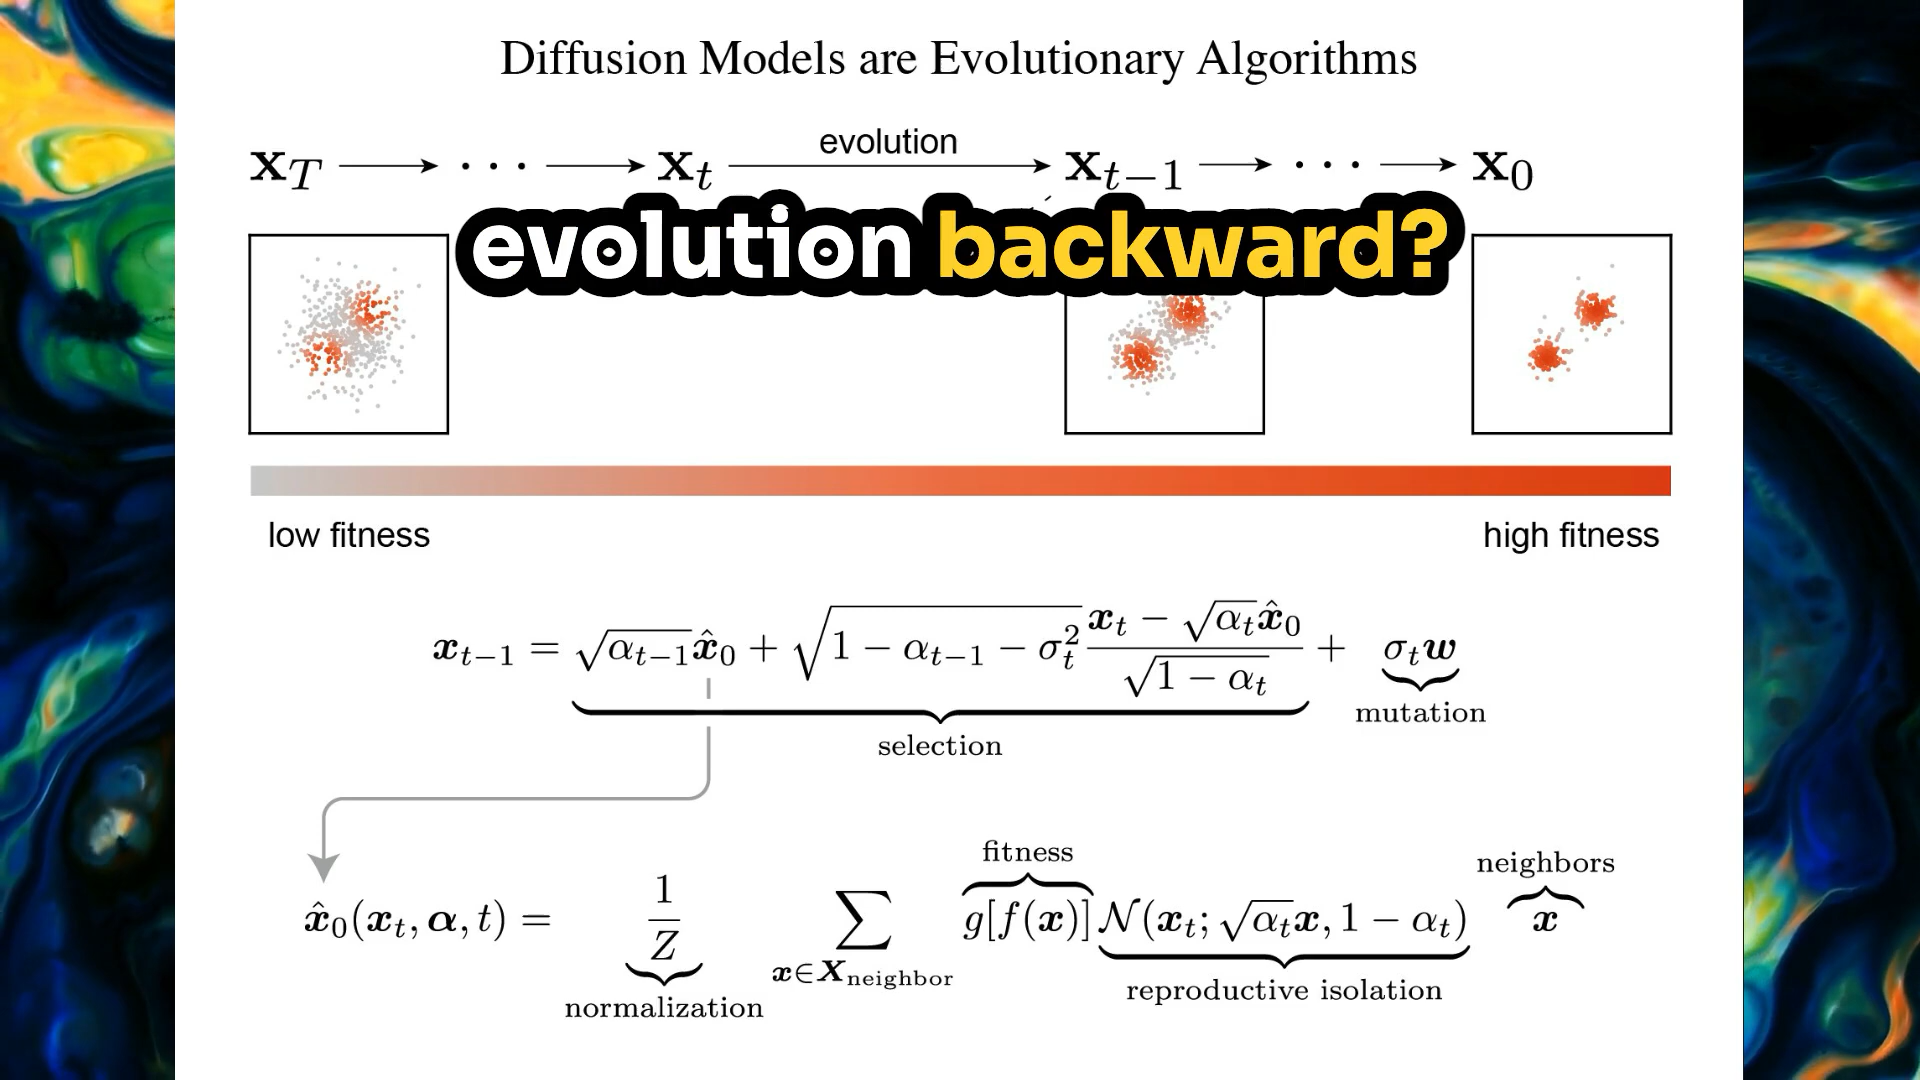 Diffusion Models are Evolutionary Algorithms
x_T → ··· → x_t evolution → x_{t−1} → ··· → x_0
evolution backward?
low fitness high fitness
x_{t−1} = √α_{t−1} x̂_0 + √(1 − α_{t−1} − σ_t^2) (x_t − √α_t x̂_0)/√(1 − α_t) + σ_t w
mutation
selection
fitness
neighbors
x̂_0(x_t, α, t) = 1/Z ∑_{x∈X_neighbor} g[f(x)] N(x_t; √α_t x, 1 − α_t) x
reproductive isolation
normalization